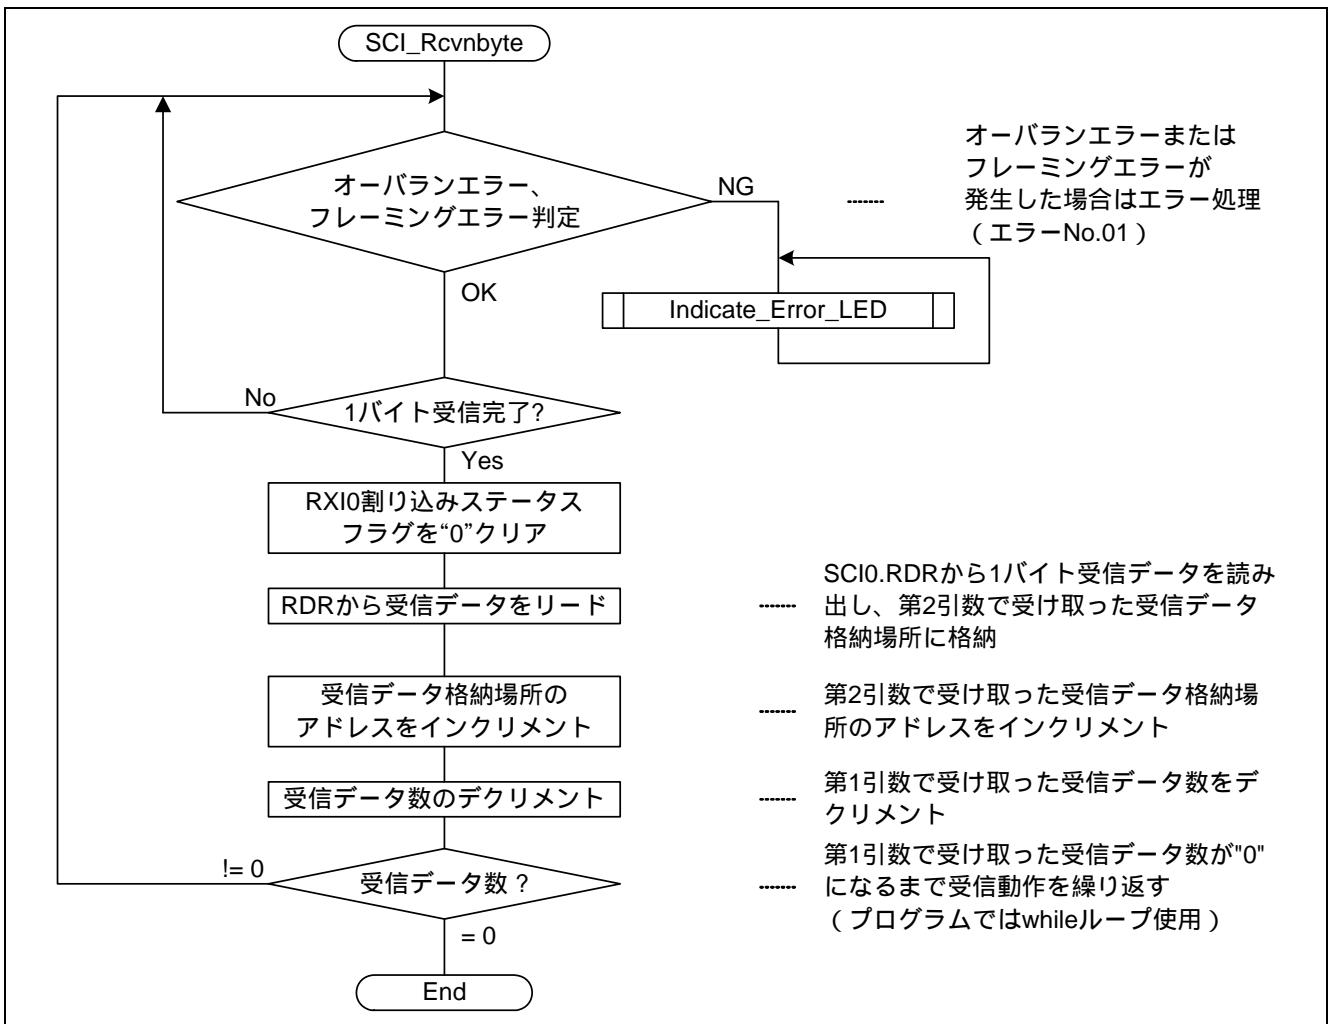 SCI_Rcvnbyte
オーバランエラー、
フレーミングエラー判定
NG
オーバランエラーまたは
フレーミングエラーが
発生した場合はエラー処理
（エラーNo.01）
OK
Indicate_Error_LED
No
1バイト受信完了?
Yes
RXI0割り込みステータス
フラグを“0”クリア
RDRから受信データをリード
SCI0.RDRから1バイト受信データを読み
出し、第2引数で受け取った受信データ
格納場所に格納
受信データ格納場所の
アドレスをインクリメント
第2引数で受け取った受信データ格納場
所のアドレスをインクリメント
受信データ数のデクリメント
第1引数で受け取った受信データ数をデ
クリメント
!= 0
受信データ数？
第1引数で受け取った受信データ数が"0"
になるまで受信動作を繰り返す
（プログラムではwhileループ使用）
= 0
End